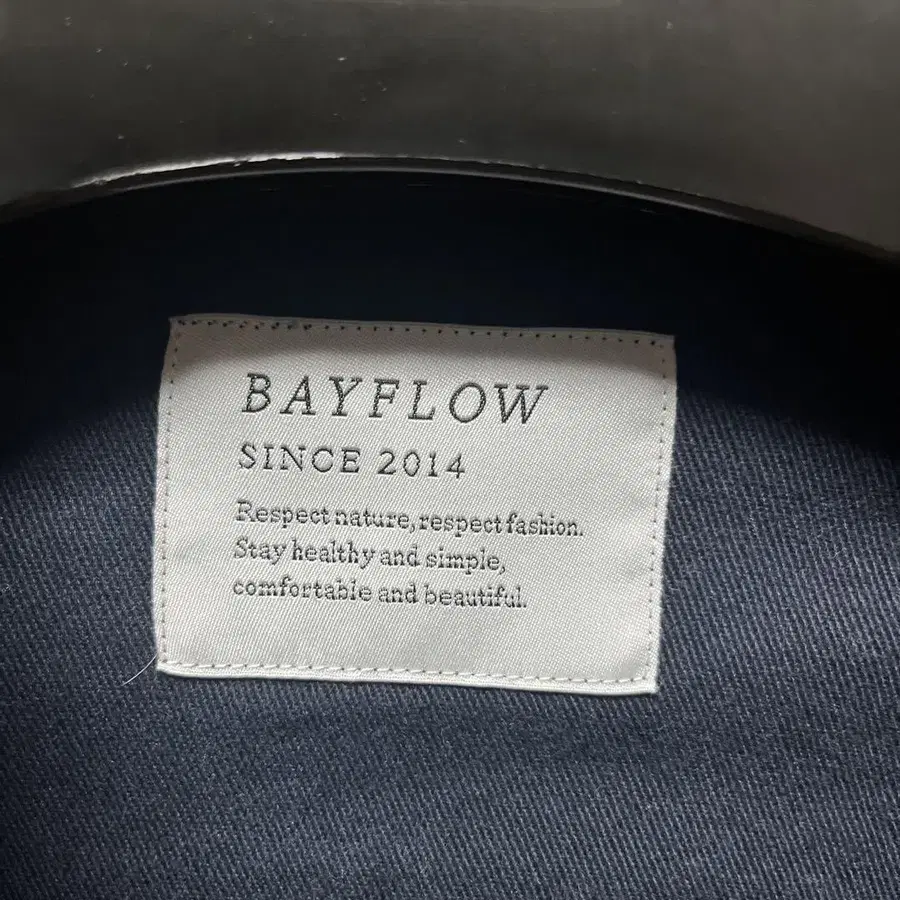 BAYFLOW
SINCE 2014
Respect nature, respect fashion.
Stay healthy and simple,
comfortable and beautiful.